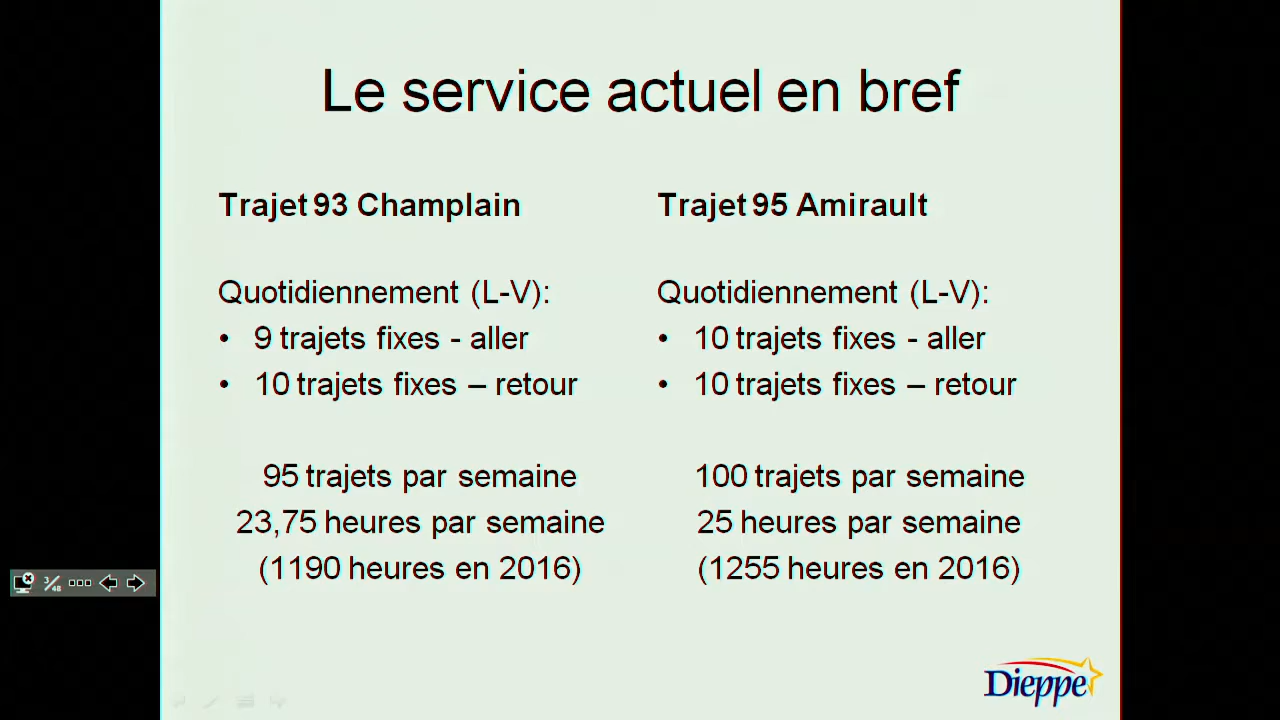 Le service actuel en bref
Trajet 93 Champlain
Quotidiennement (L-V):
• 9 trajets fixes - aller
• 10 trajets fixes – retour
95 trajets par semaine
23,75 heures par semaine
(1190 heures en 2016)
Trajet 95 Amirault
Quotidiennement (L-V):
• 10 trajets fixes - aller
• 10 trajets fixes – retour
100 trajets par semaine
25 heures par semaine
(1255 heures en 2016)
3/48
Dieppe